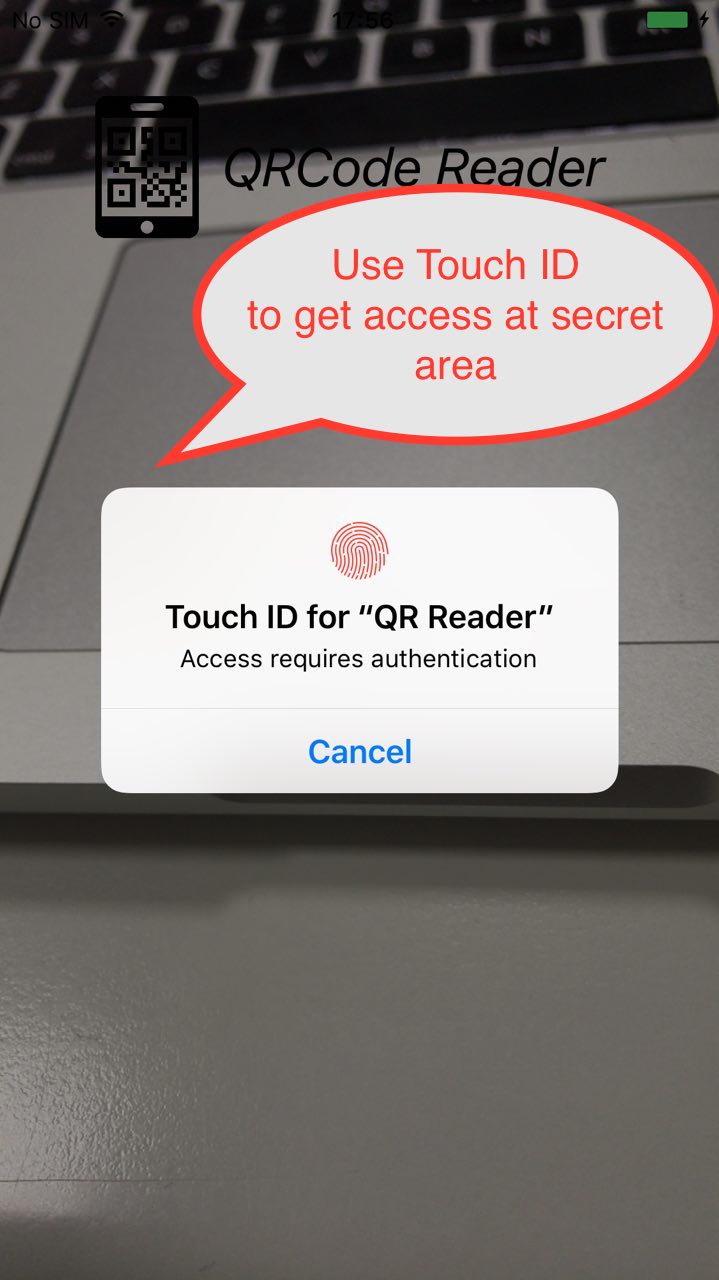 No SIM 17:56
QRCode Reader
Use Touch ID
to get access at secret
area
Touch ID for “QR Reader”
Access requires authentication
Cancel